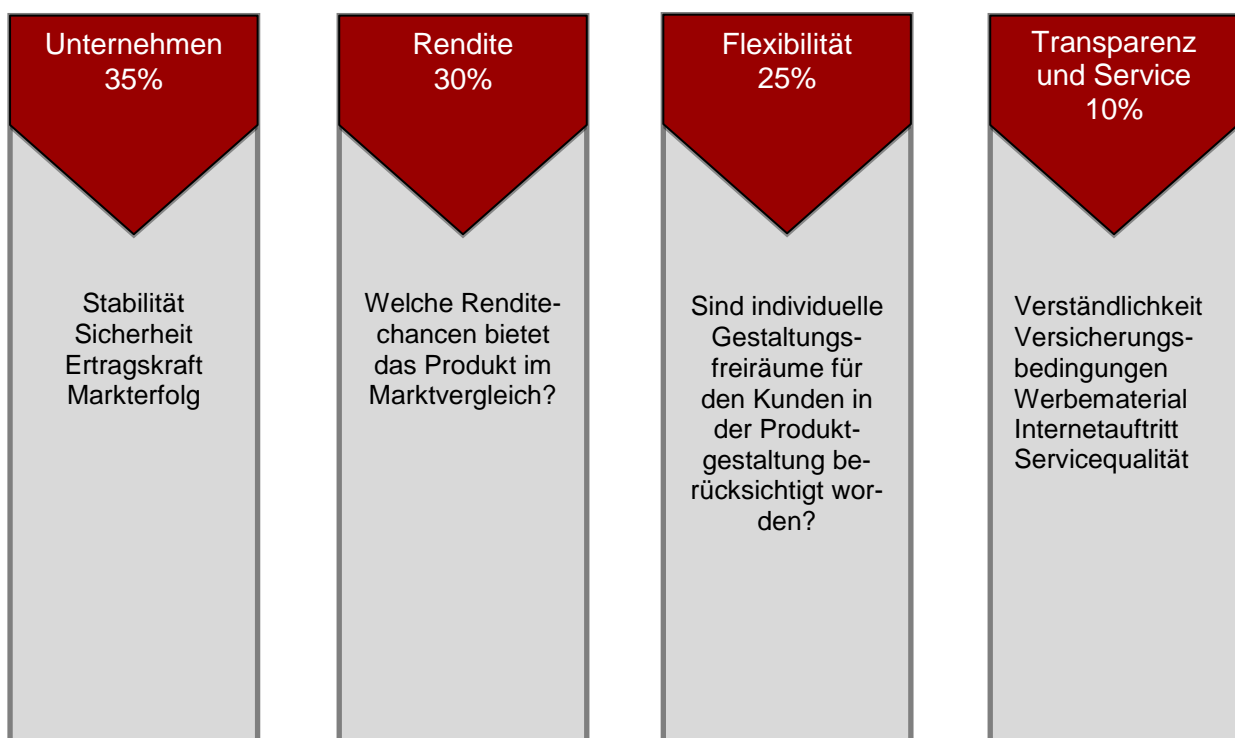 Unternehmen
35%
Stabilität
Sicherheit
Ertragskraft
Markterfolg
Rendite
30%
Welche Rendite-
chancen bietet
das Produkt im
Marktvergleich?
Flexibilität
25%
Sind individuelle
Gestaltungs-
freiräume für
den Kunden in
der Produkt-
gestaltung be-
rücksichtigt wor-
den?
Transparenz
und Service
10%
Verständlichkeit
Versicherungs-
bedingungen
Werbematerial
Internetauftritt
Servicequalität